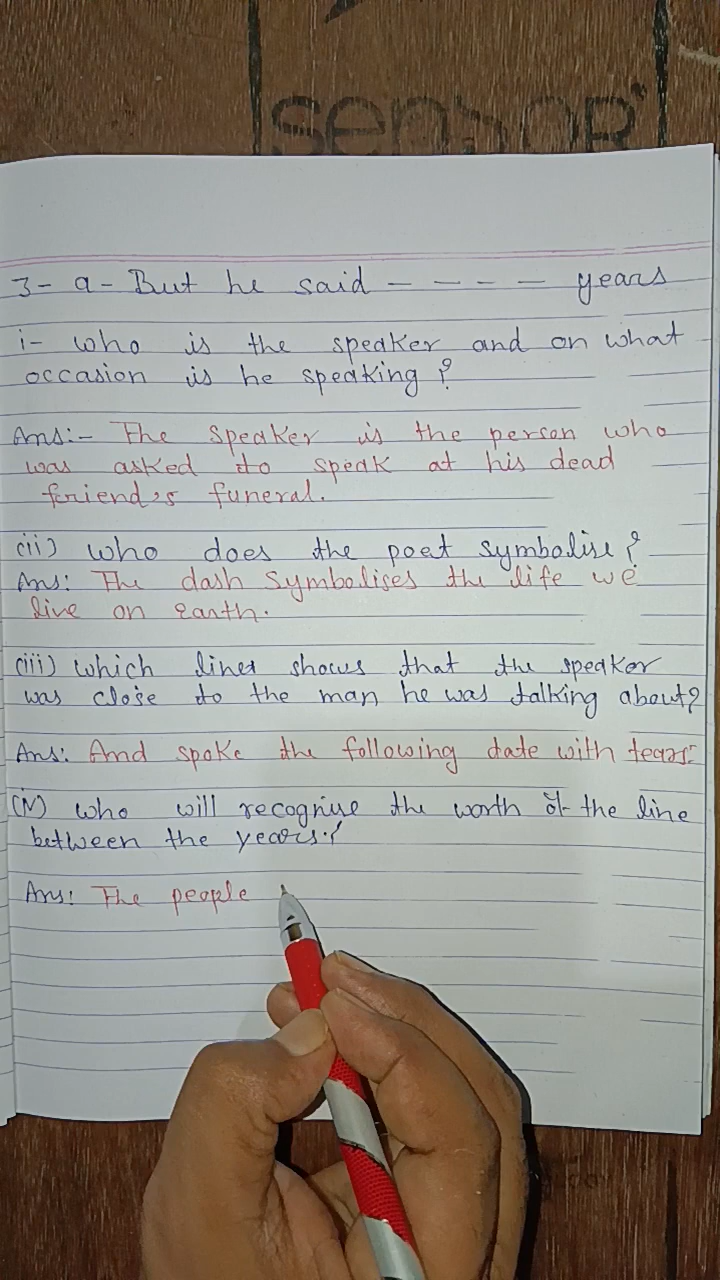 SENSOR
3- a- But he said - - - - years
i- who is the speaker and on what
occasion is he speaking ?
Ans:- The speaker is the person who
was asked to speak at his dead
friend's funeral.
(ii) who does the poet symbolise ?
Ans: The dash symbolises the life we
live on earth.
(iii) which lines shows that the speaker
was close to the man he was talking about?
Ans: And spoke the following date with tears.
(iv) who will recognise the worth of the line
between the years.?
Ans: The people